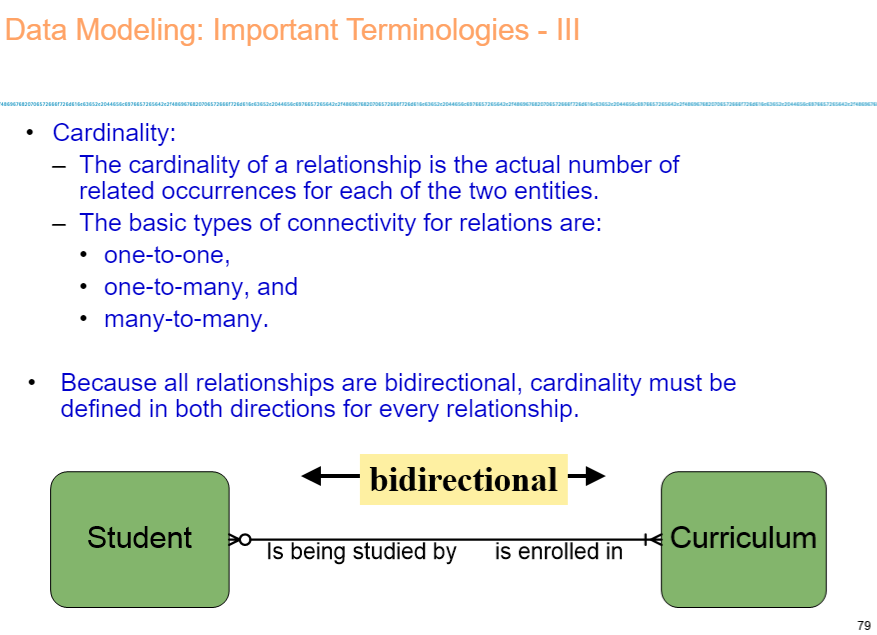 Data Modeling: Important Terminologies - III
• Cardinality:
– The cardinality of a relationship is the actual number of
related occurrences for each of the two entities.
– The basic types of connectivity for relations are:
• one-to-one,
• one-to-many, and
• many-to-many.
• Because all relationships are bidirectional, cardinality must be
defined in both directions for every relationship.
bidirectional
Student
Curriculum
Is being studied by
is enrolled in
79